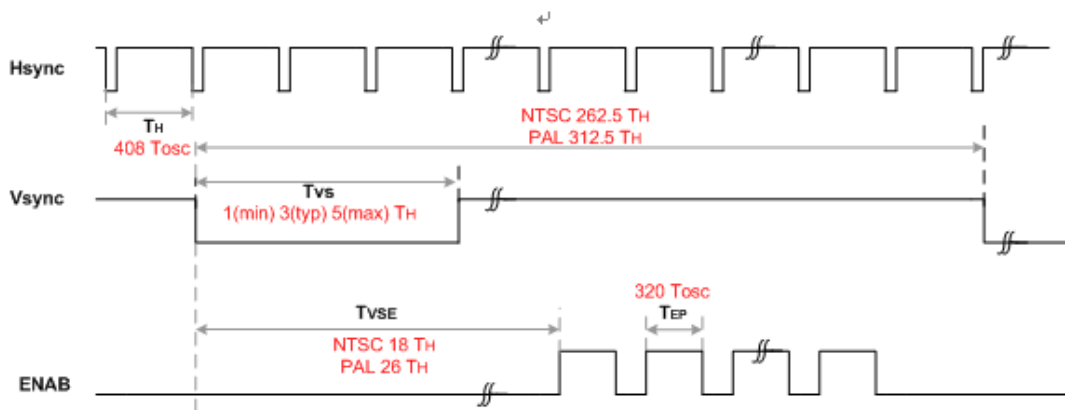 Hsync
TH
408 Tosc
NTSC 262.5 TH
PAL 312.5 TH
Vsync
Tvs
1(min) 3(typ) 5(max) TH
320 Tosc
TEP
TVSE
NTSC 18 TH
PAL 26 TH
ENAB